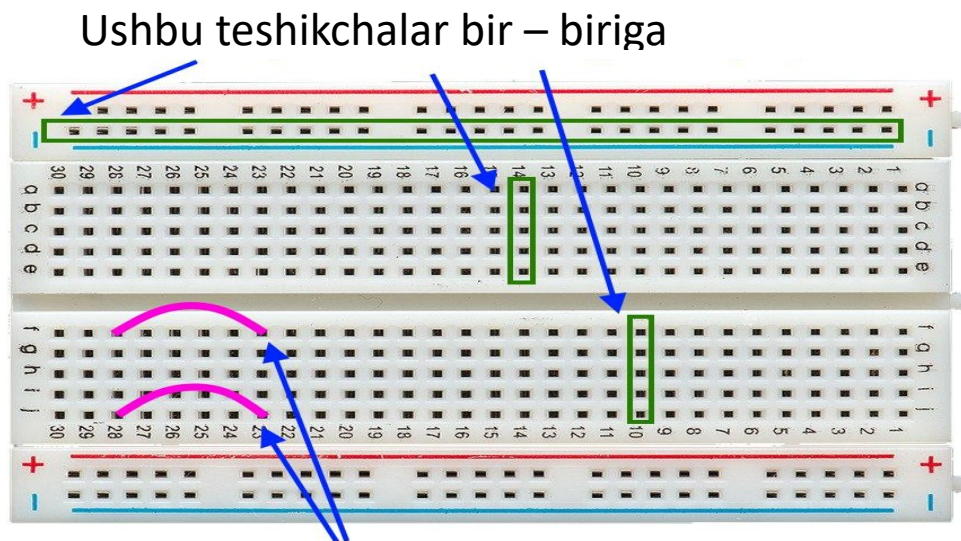 Ushbu teshikchalar bir – biriga
+ +
- -
30 29 28 27 26 25 24 23 22 21 20 19 18 17 16 15 14 13 12 11 10 9 8 7 6 5 4 3 2 1
a a
b b
c c
d d
e e
f f
g g
h h
i i
j j
30 29 28 27 26 25 24 23 22 21 20 19 18 17 16 15 14 13 12 11 10 9 8 7 6 5 4 3 2 1
+ +
- -